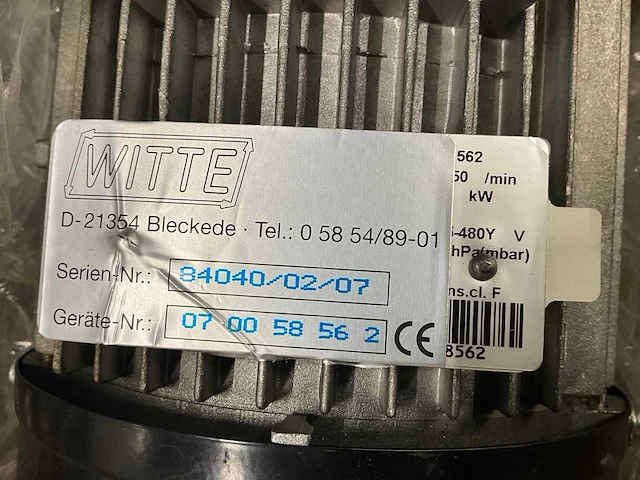 WITTE
D-21354 Bleckede · Tel.: 0 58 54/89-01
Serien-Nr.: 84040/02/07
Geräte-Nr.: 07 00 58 56 2 CE
562
50 /min
kW
-480Y V
hPa(mbar)
ns.cl. F
8562